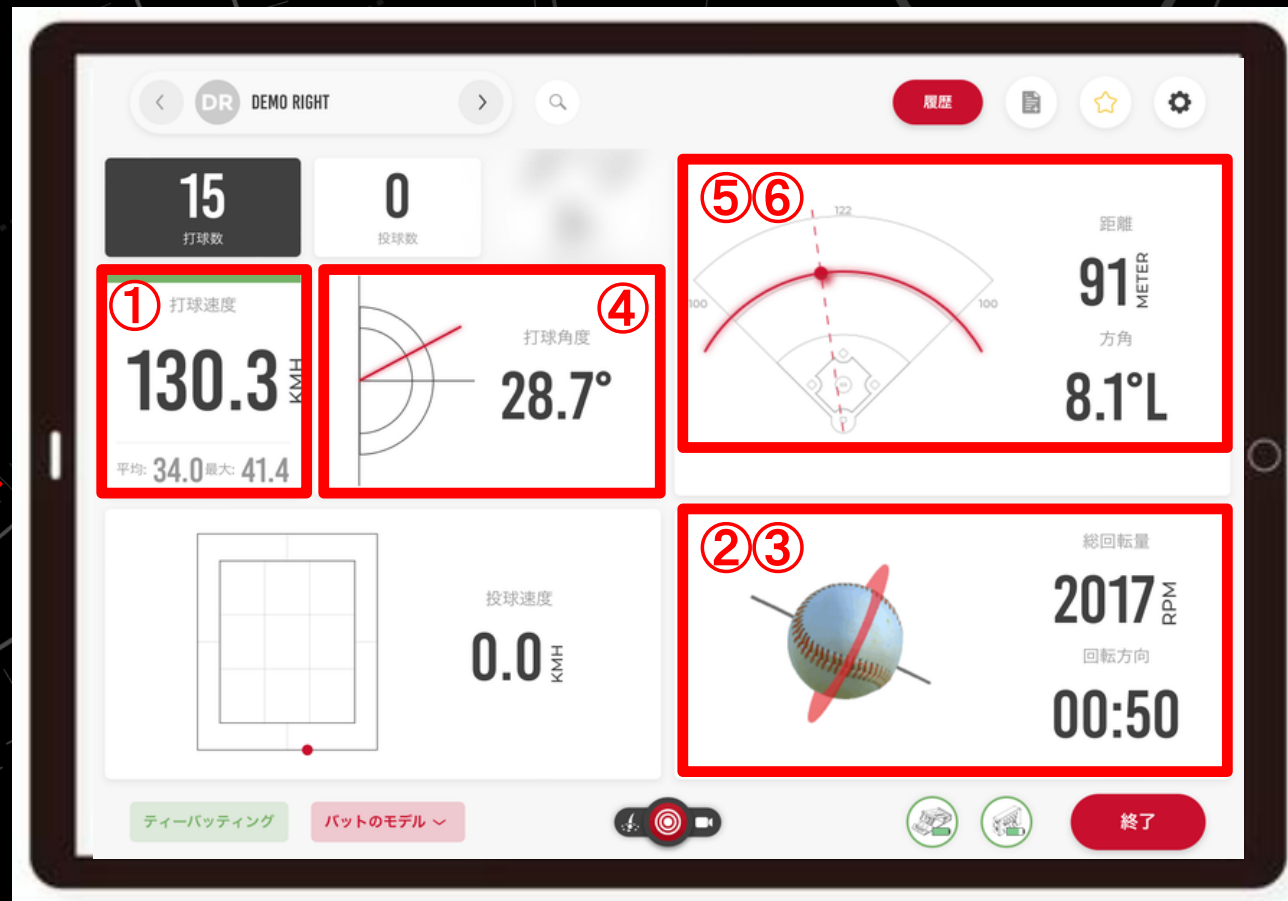 DR DEMO RIGHT
履歴
15
打球数
0
投球数
①
打球速度
130.3 KMH
平均: 34.0 最大: 41.4
④
打球角度
28.7°
⑤⑥
122
100
100
距離
91 METER
方角
8.1°L
投球速度
0.0 KMH
②③
総回転量
2017 RPM
回転方向
00:50
ティーバッティング
バットのモデル
終了